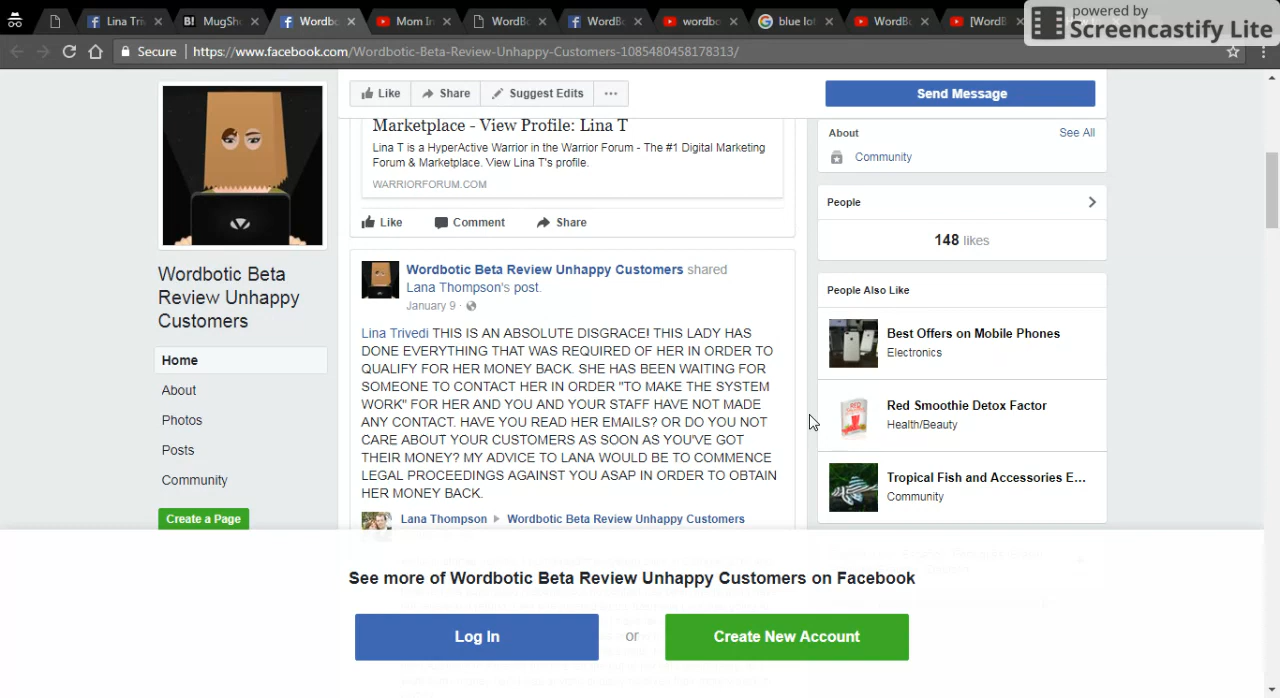 powered by
Screencastify Lite
Lina Tri
MugSh
Wordbo
Mom In
WordB
WordB
wordbo
blue lot
WordBo
[WordB
Secure
https://www.facebook.com/Wordbotic-Beta-Review-Unhappy-Customers-1085480458178313/
Like
Share
Suggest Edits
Send Message
Marketplace - View Profile: Lina T
Lina T is a HyperActive Warrior in the Warrior Forum - The #1 Digital Marketing
Forum & Marketplace. View Lina T's profile.
WARRIORFORUM.COM
Like Comment Share
Wordbotic Beta Review Unhappy Customers shared
Lana Thompson's post.
January 9 ·
Lina Trivedi THIS IS AN ABSOLUTE DISGRACE! THIS LADY HAS
DONE EVERYTHING THAT WAS REQUIRED OF HER IN ORDER TO
QUALIFY FOR HER MONEY BACK. SHE HAS BEEN WAITING FOR
SOMEONE TO CONTACT HER IN ORDER "TO MAKE THE SYSTEM
WORK" FOR HER AND YOU AND YOUR STAFF HAVE NOT MADE
ANY CONTACT. HAVE YOU READ HER EMAILS? OR DO YOU NOT
CARE ABOUT YOUR CUSTOMERS AS SOON AS YOU'VE GOT
THEIR MONEY? MY ADVICE TO LANA WOULD BE TO COMMENCE
LEGAL PROCEEDINGS AGAINST YOU ASAP IN ORDER TO OBTAIN
HER MONEY BACK.
Lana Thompson ▶ Wordbotic Beta Review Unhappy Customers
Wordbotic Beta
Review Unhappy
Customers
Home
About
Photos
Posts
Community
Create a Page
About
See All
Community
People
148 likes
People Also Like
Best Offers on Mobile Phones
Electronics
Red Smoothie Detox Factor
Health/Beauty
Tropical Fish and Accessories E...
Community
See more of Wordbotic Beta Review Unhappy Customers on Facebook
Log In
or
Create New Account